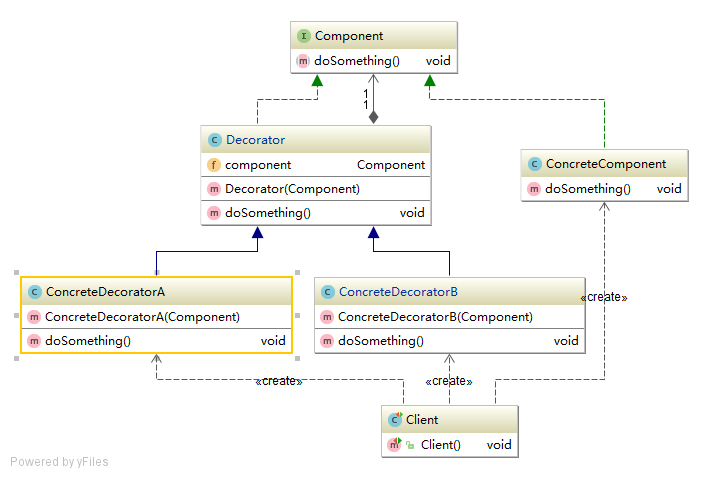 Component
doSomething() void
1
1
Decorator
component Component
Decorator(Component)
doSomething() void
ConcreteComponent
doSomething() void
ConcreteDecoratorA
ConcreteDecoratorA(Component)
doSomething() void
ConcreteDecoratorB
ConcreteDecoratorB(Component)
doSomething() void
«create»
«create»
«create»
Client
Client() void
Powered by yFiles